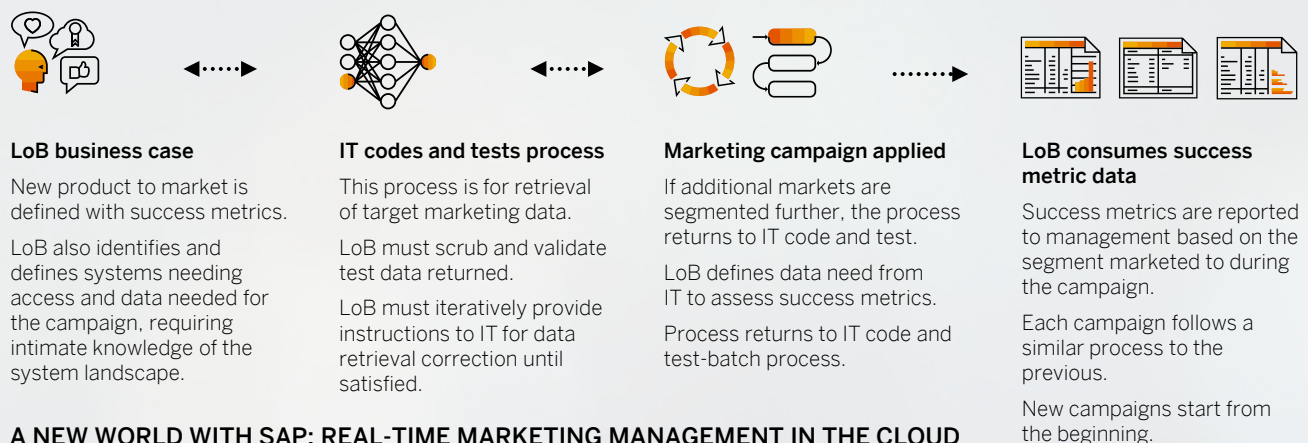 LoB business case
New product to market is
defined with success metrics.
LoB also identifies and
defines systems needing
access and data needed for
the campaign, requiring
intimate knowledge of the
system landscape.
IT codes and tests process
This process is for retrieval
of target marketing data.
LoB must scrub and validate
test data returned.
LoB must iteratively provide
instructions to IT for data
retrieval correction until
satisfied.
Marketing campaign applied
If additional markets are
segmented further, the process
returns to IT code and test.
LoB defines data need from
IT to assess success metrics.
Process returns to IT code and
test-batch process.
LoB consumes success
metric data
Success metrics are reported
to management based on the
segment marketed to during
the campaign.
Each campaign follows a
similar process to the
previous.
New campaigns start from
the beginning.
A NEW WORLD WITH SAP: REAL-TIME MARKETING MANAGEMENT IN THE CLOUD